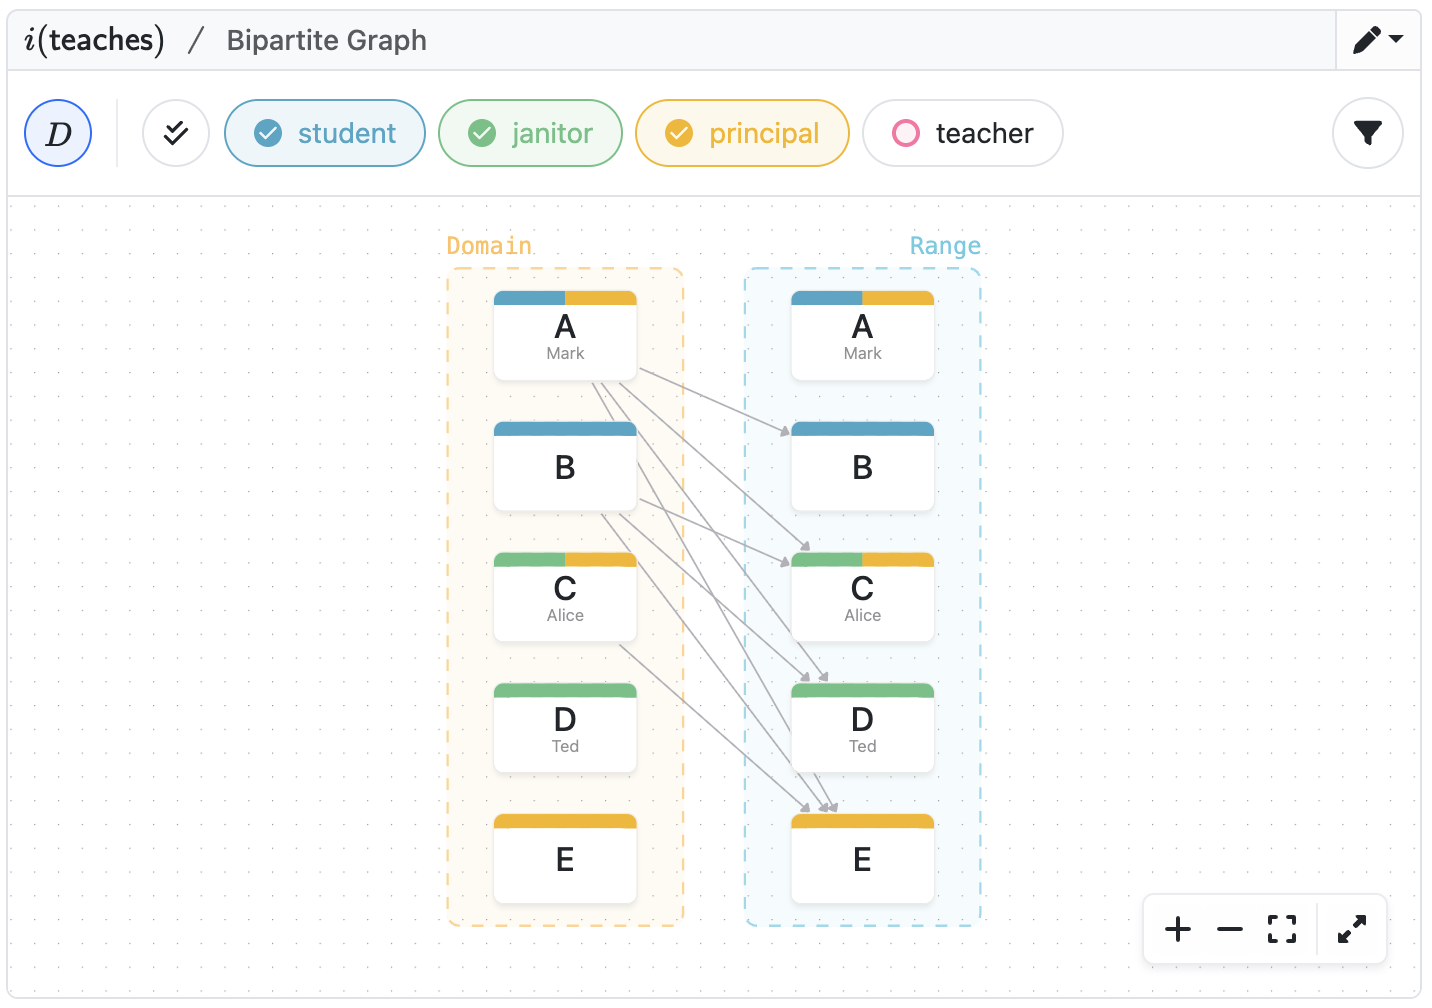 i(teaches) / Bipartite Graph
D student janitor principal teacher
Domain Range
A A
Mark Mark
B B
C C
Alice Alice
D D
Ted Ted
E E